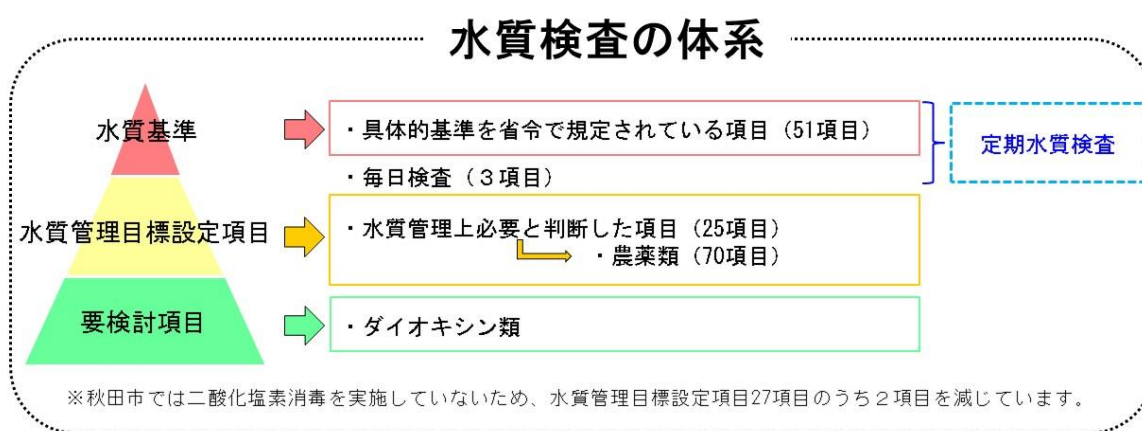 水質検査の体系
水質基準
・具体的基準を省令で規定されている項目（51項目）
定期水質検査
・毎日検査（３項目）
水質管理目標設定項目
・水質管理上必要と判断した項目（25項目）
・農薬類（70項目）
要検討項目
・ダイオキシン類
※秋田市では二酸化塩素消毒を実施していないため、水質管理目標設定項目27項目のうち２項目を減じています。